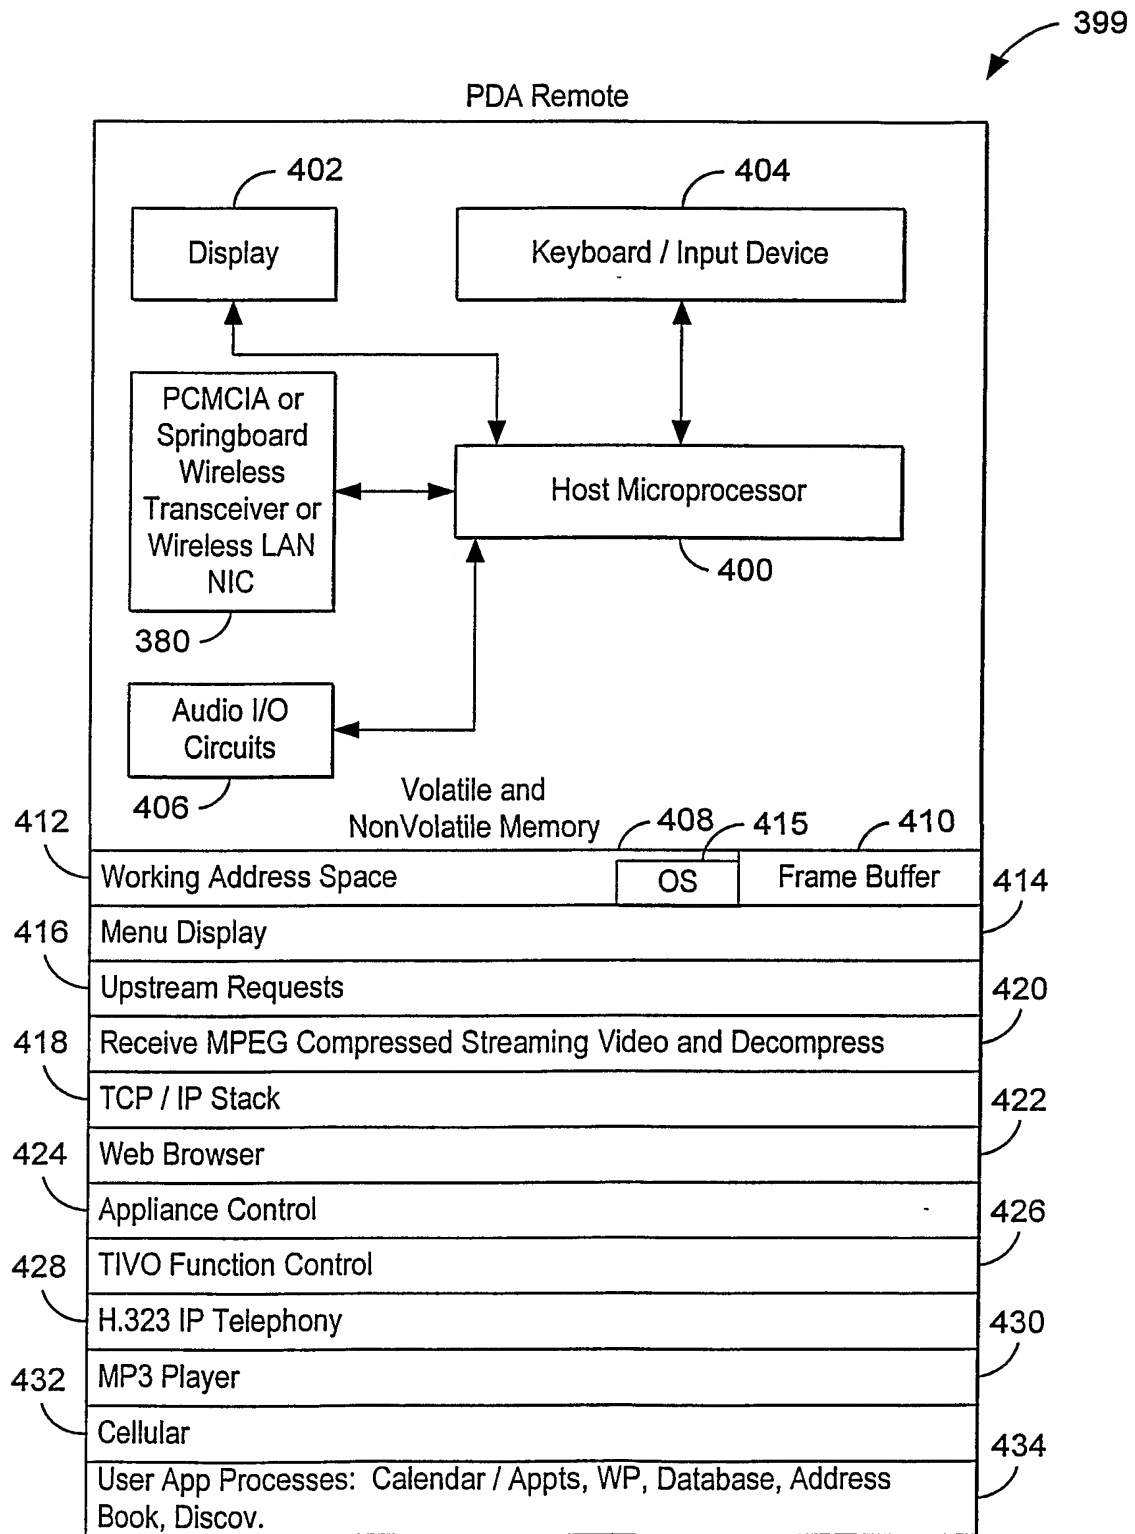 399
PDA Remote
402
404
Display
Keyboard / Input Device
PCMCIA or
Springboard
Wireless
Transceiver or
Wireless LAN
NIC
Host Microprocessor
400
380
Audio I/O
Circuits
406
Volatile and
NonVolatile Memory
408
415
410
412
Working Address Space
OS
Frame Buffer
414
Menu Display
416
Upstream Requests
420
418
Receive MPEG Compressed Streaming Video and Decompress
TCP / IP Stack
422
424
Web Browser
Appliance Control
426
428
TIVO Function Control
H.323 IP Telephony
430
432
MP3 Player
Cellular
434
User App Processes: Calendar / Appts, WP, Database, Address
Book, Discov.